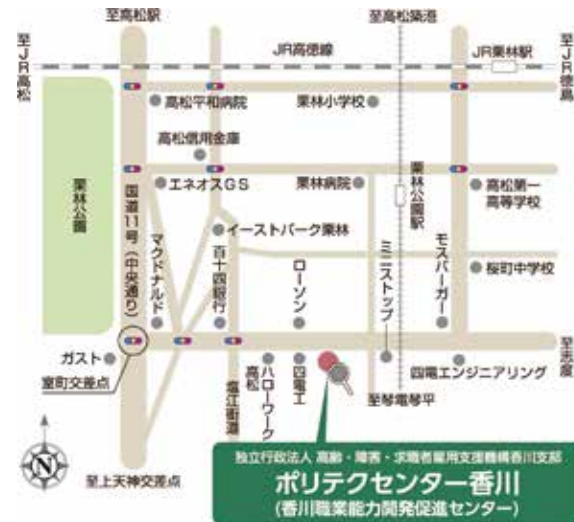 至高松駅
至高松築港
至JR高松
JR高徳線
JR栗林駅
至JR徳島
高松平和病院
栗林小学校
高松信用金庫
栗林公園
国道11号(中央通り)
エネオスGS
栗林病院
栗林公園駅
高松第一
高等学校
イーストパーク栗林
マクドナルド
百十四銀行
ローソン
ミニストップ
モスバーガー
桜町中学校
ガスト
室町交差点
塩江街道
ハローワーク
高松
四電工
四電エンジニアリング
至志度
至琴電琴平
N
至上天神交差点
独立行政法人 高齢・障害・求職者雇用支援機構香川支部
ポリテクセンター香川
(香川職業能力開発促進センター)